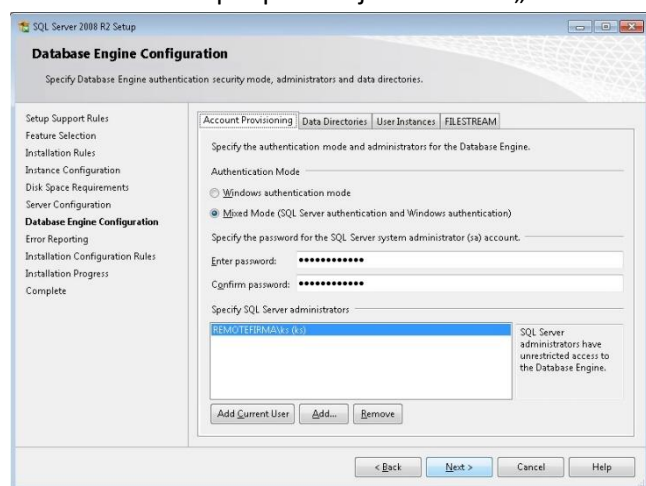 SQL Server 2008 R2 Setup
Database Engine Configuration
Specify Database Engine authentication security mode, administrators and data directories.
Setup Support Rules
Feature Selection
Installation Rules
Instance Configuration
Disk Space Requirements
Server Configuration
Database Engine Configuration
Error Reporting
Installation Configuration Rules
Installation Progress
Complete
Account Provisioning Data Directories User Instances FILESTREAM
Specify the authentication mode and administrators for the Database Engine.
Authentication Mode
Windows authentication mode
Mixed Mode (SQL Server authentication and Windows authentication)
Specify the password for the SQL Server system administrator (sa) account.
Enter password: ●●●●●●●●●●●●
Confirm password: ●●●●●●●●●●●●
Specify SQL Server administrators
REMOTEFIRMA\ks (ks)
SQL Server
administrators have
unrestricted access to
the Database Engine.
Add Current User Add... Remove
< Back Next > Cancel Help